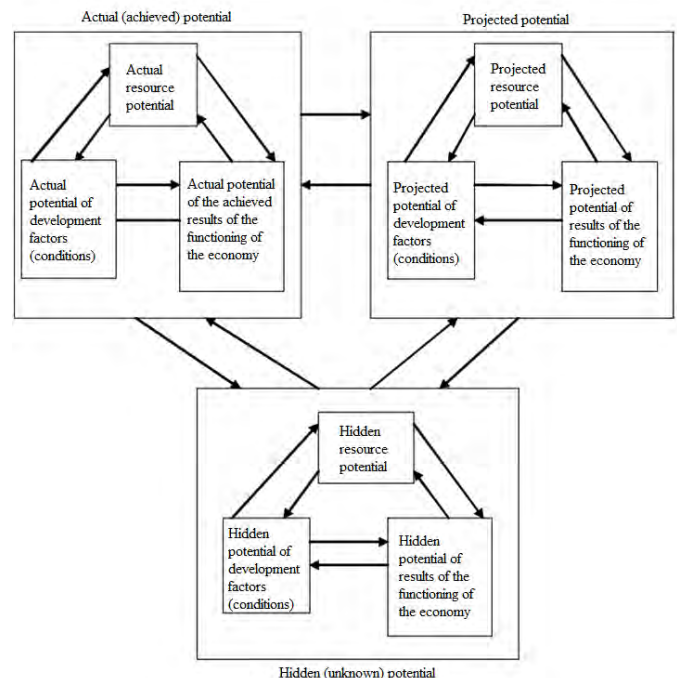 Actual (achieved) potential
Projected potential
Actual
resource
potential
Projected
resource
potential
Actual
potential of
development
factors
(conditions)
Actual potential
of the achieved
results of the
functioning of
the economy
Projected
potential of
development
factors
(conditions)
Projected
potential of
results of the
functioning of
the economy
Hidden
resource
potential
Hidden
potential of
development
factors
(conditions)
Hidden
potential of
results of the
functioning of
the economy
Hidden (unknown) potential